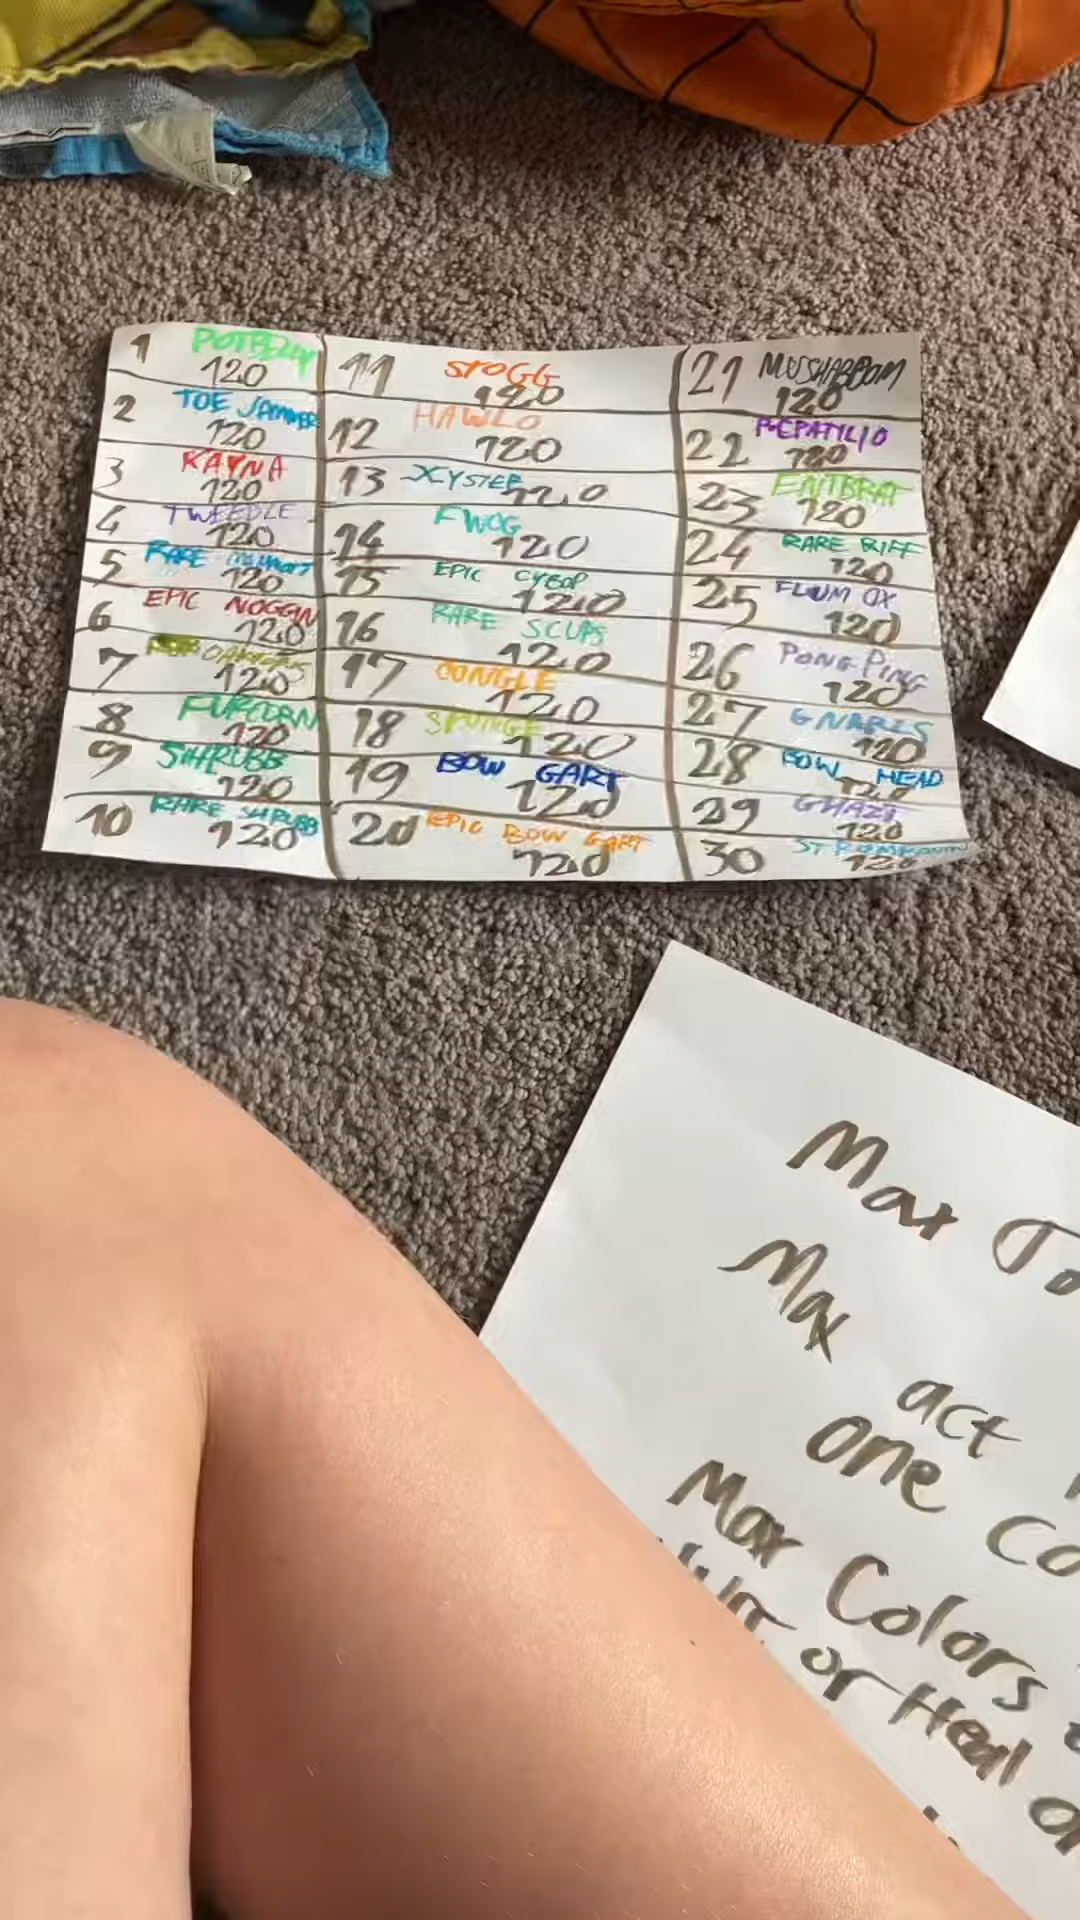 1 POTBELLY
120
2 TOE JAMMER
120
3 KAYNA
120
4 TWEEDLE
120
5 RARE
120
6 EPIC NOGGIN
120
7
120
8 FURCORN
120
9 SHRUBB
120
10 RARE SHRUBB
120
11 STOGG
120
12 HAWLO
120
13 XYSTER
120
14 FWOG
120
15 EPIC CYBOP
120
16 RARE SCUPS
120
17 CONGLE
120
18 SPUNGE
120
19 BOW GART
120
20 EPIC BOW GART
120
21 MUSSHABBOM
120
22 PEPATILIO
120
23 ENTBRAT
120
24 RARE RIFF
120
25 FLUM OX
120
26 PONG PING
120
27 GNARLS
120
28 BOW HEAD
120
29 GHAZT
120
30
Max
Max
act
one
Max Colors
or Heal